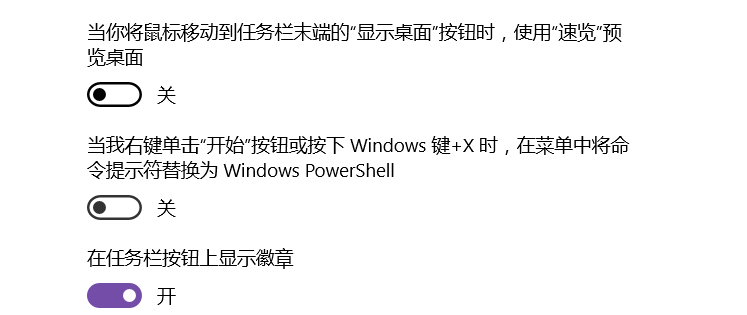 当你将鼠标移动到任务栏末端的“显示桌面”按钮时，使用“速览”预
览桌面
关
当我右键单击“开始”按钮或按下 Windows 键+X 时，在菜单中将命
令提示符替换为 Windows PowerShell
关
在任务栏按钮上显示徽章
开